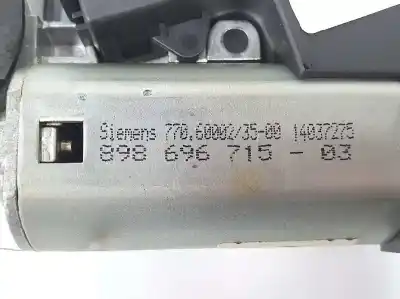 Siemens 770.60002/35-00 14037275
898 696 715 - 03